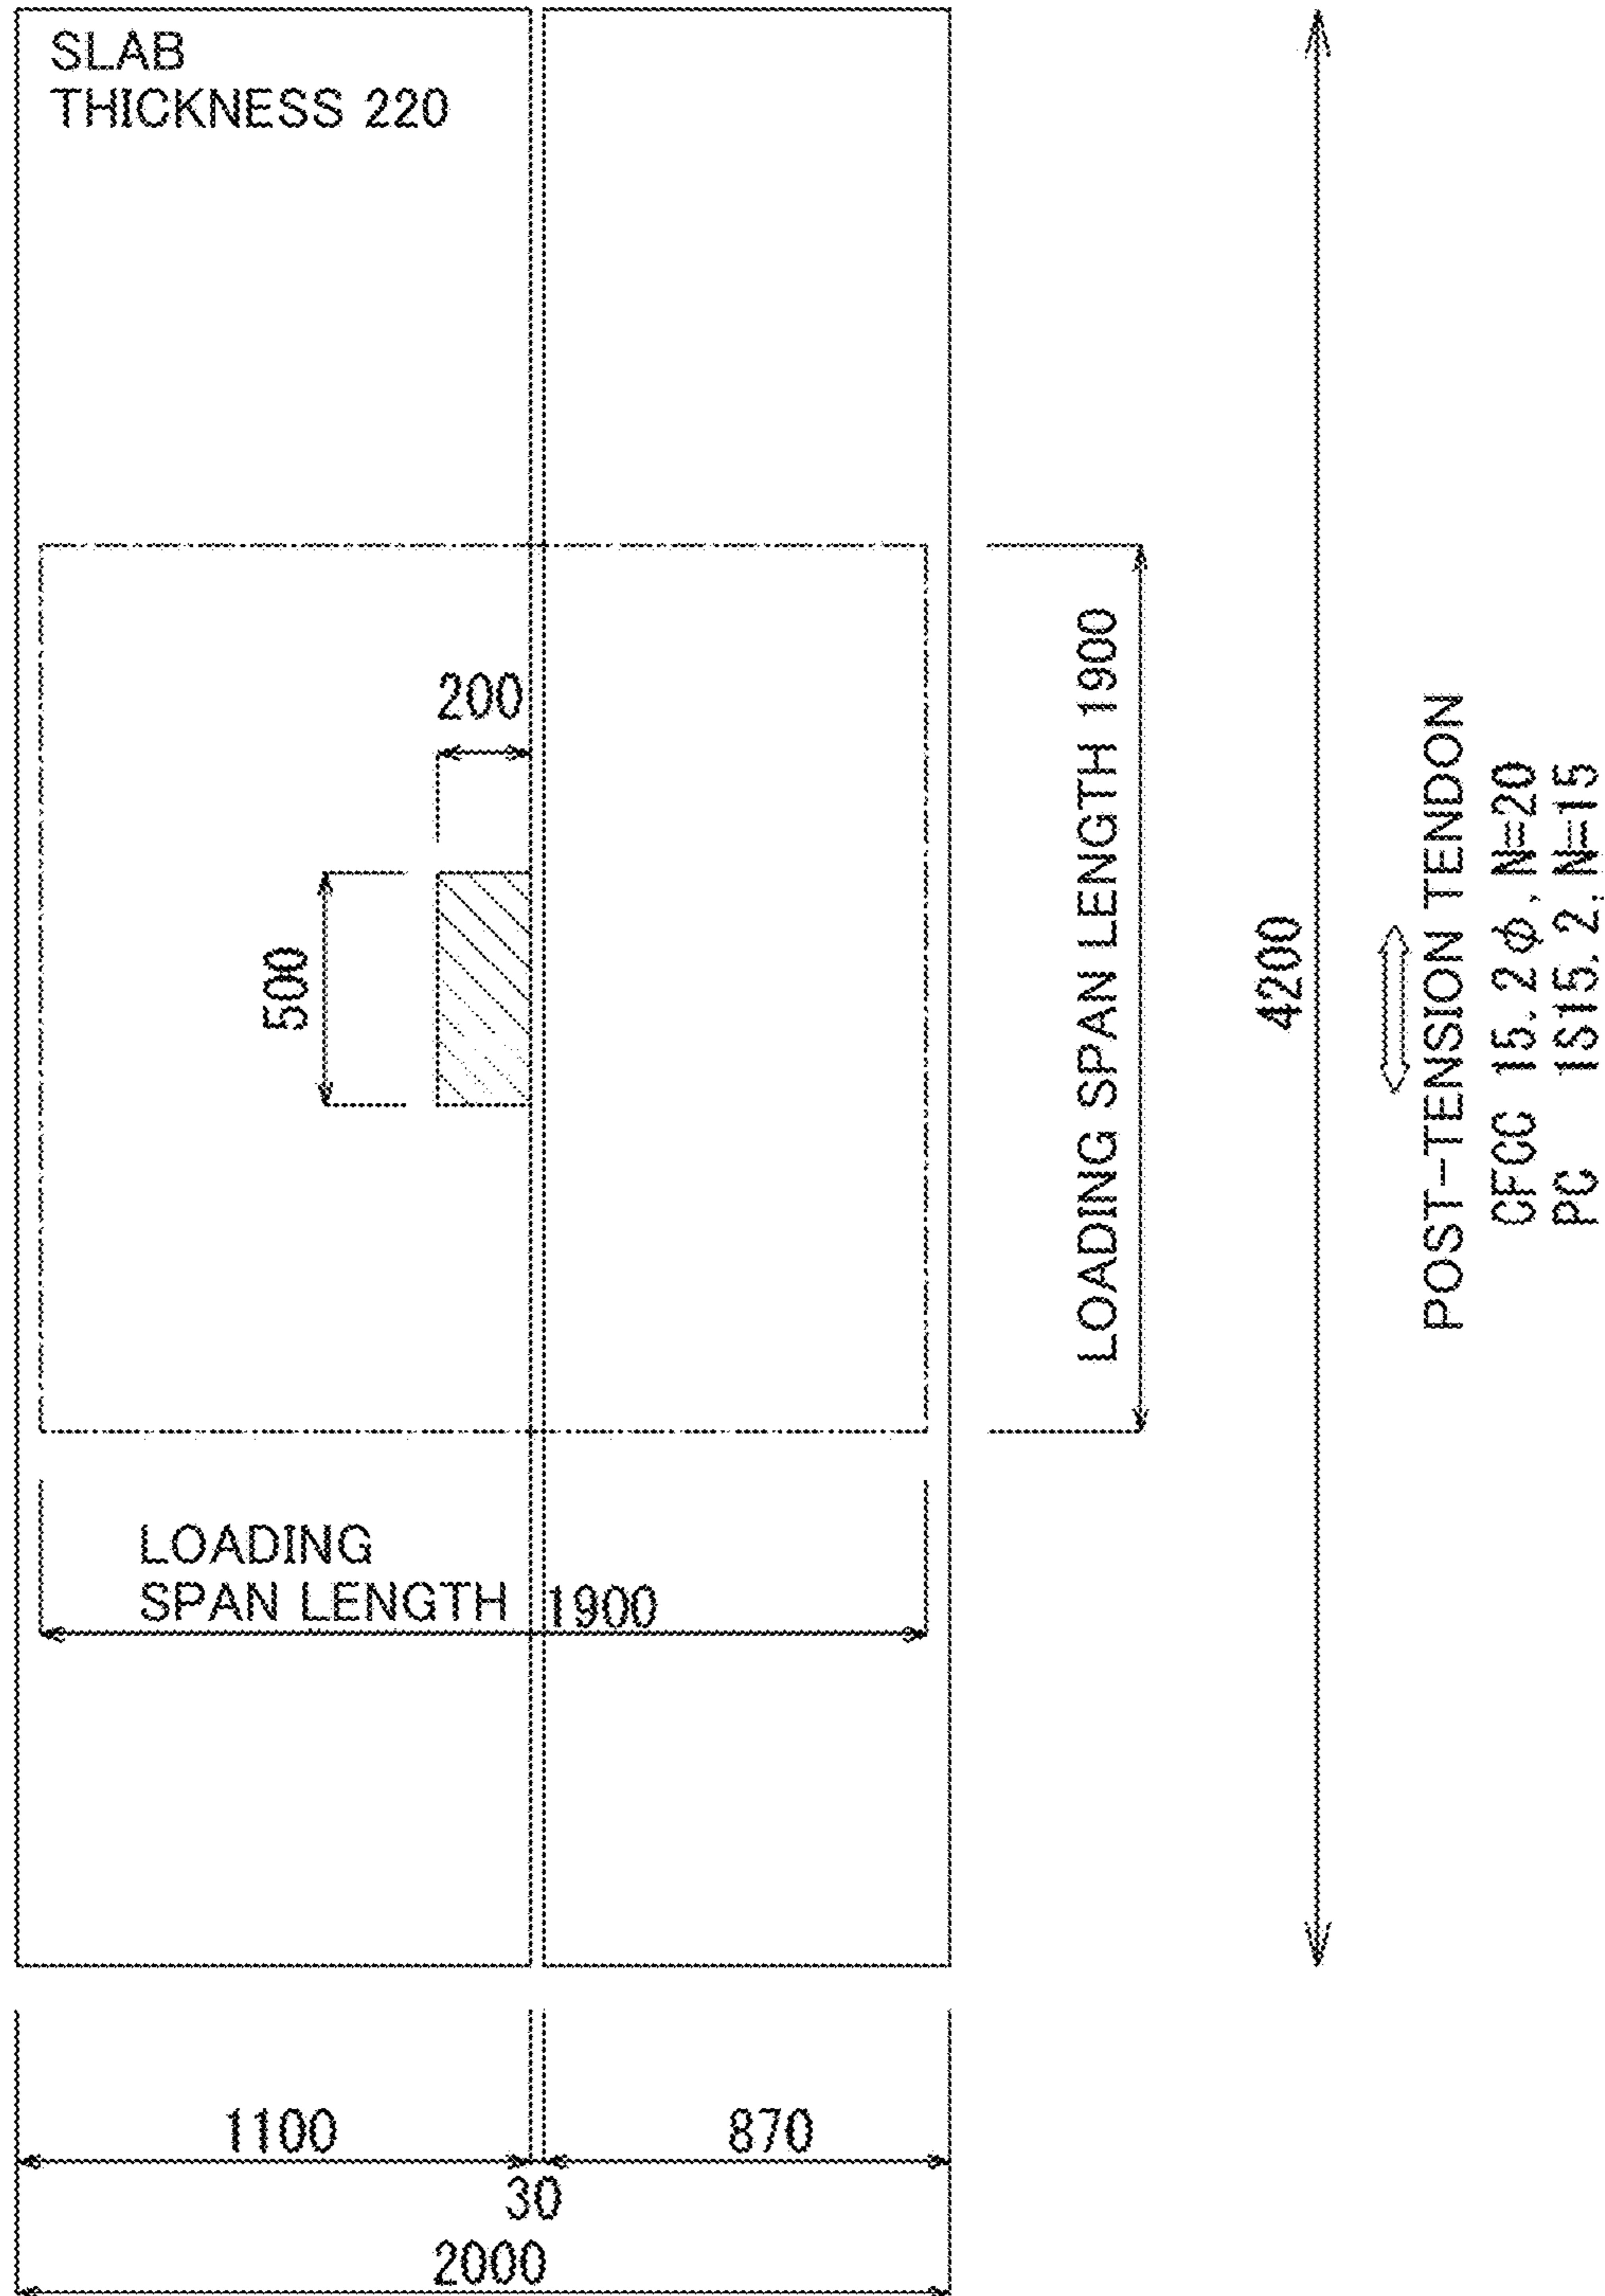 SLAB
THICKNESS 220
200
500
LOADING SPAN LENGTH 1900
4200
POST-TENSION TENDON
CFCC 15.2φ, N=20
PC 1S15.2, N=15
LOADING
SPAN LENGTH 1900
1100
870
30
2000